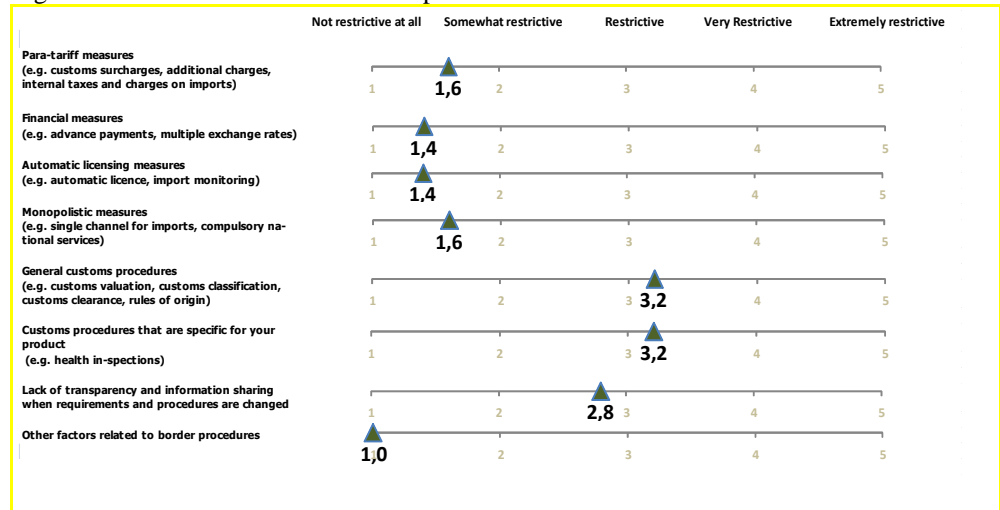 Not restrictive at all Somewhat restrictive Restrictive Very Restrictive Extremely restrictive
Para-tariff measures
(e.g. customs surcharges, additional charges,
internal taxes and charges on imports)
1 2 3 4 5
1,6
Financial measures
(e.g. advance payments, multiple exchange rates)
1 2 3 4 5
1,4
Automatic licensing measures
(e.g. automatic licence, import monitoring)
1 2 3 4 5
1,4
Monopolistic measures
(e.g. single channel for imports, compulsory na-
tional services)
1 2 3 4 5
1,6
General customs procedures
(e.g. customs valuation, customs classification,
customs clearance, rules of origin)
1 2 3 4 5
3,2
Customs procedures that are specific for your
product
(e.g. health in-spections)
1 2 3 4 5
3,2
Lack of transparency and information sharing
when requirements and procedures are changed
1 2 3 4 5
2,8
Other factors related to border procedures
1 2 3 4 5
1,0